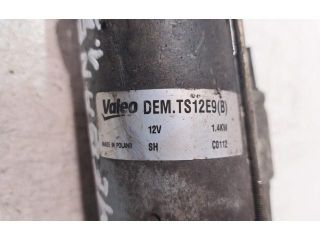 Valeo DEM.TS12E9(B)
12V 1.4KW
MADE IN POLAND SH C0112